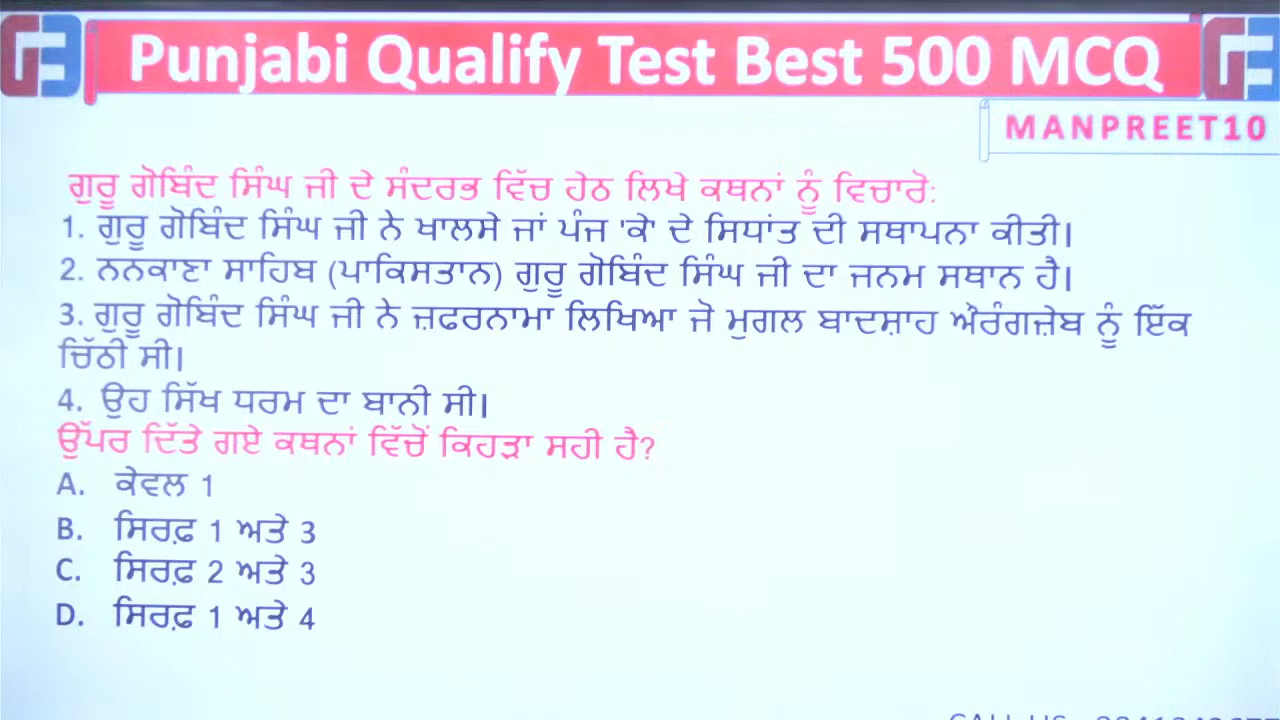 Punjabi Qualify Test Best 500 MCQ
MANPREET10
ਗੁਰੂ ਗੋਬਿੰਦ ਸਿੰਘ ਜੀ ਦੇ ਸੰਦਰਭ ਵਿੱਚ ਹੇਠ ਲਿਖੇ ਕਥਨਾਂ ਨੂੰ ਵਿਚਾਰੋ:
1. ਗੁਰੂ ਗੋਬਿੰਦ ਸਿੰਘ ਜੀ ਨੇ ਖਾਲਸੇ ਜਾਂ ਪੰਜ 'ਕੇ' ਦੇ ਸਿਧਾਂਤ ਦੀ ਸਥਾਪਨਾ ਕੀਤੀ।
2. ਨਨਕਾਣਾ ਸਾਹਿਬ (ਪਾਕਿਸਤਾਨ) ਗੁਰੂ ਗੋਬਿੰਦ ਸਿੰਘ ਜੀ ਦਾ ਜਨਮ ਸਥਾਨ ਹੈ।
3. ਗੁਰੂ ਗੋਬਿੰਦ ਸਿੰਘ ਜੀ ਨੇ ਜ਼ਫਰਨਾਮਾ ਲਿਖਿਆ ਜੋ ਮੁਗਲ ਬਾਦਸ਼ਾਹ ਔਰੰਗਜ਼ੇਬ ਨੂੰ ਇੱਕ
ਚਿੱਠੀ ਸੀ।
4. ਉਹ ਸਿੱਖ ਧਰਮ ਦਾ ਬਾਨੀ ਸੀ।
ਉੱਪਰ ਦਿੱਤੇ ਗਏ ਕਥਨਾਂ ਵਿੱਚੋਂ ਕਿਹੜਾ ਸਹੀ ਹੈ?
A. ਕੇਵਲ 1
B. ਸਿਰਫ਼ 1 ਅਤੇ 3
C. ਸਿਰਫ਼ 2 ਅਤੇ 3
D. ਸਿਰਫ਼ 1 ਅਤੇ 4